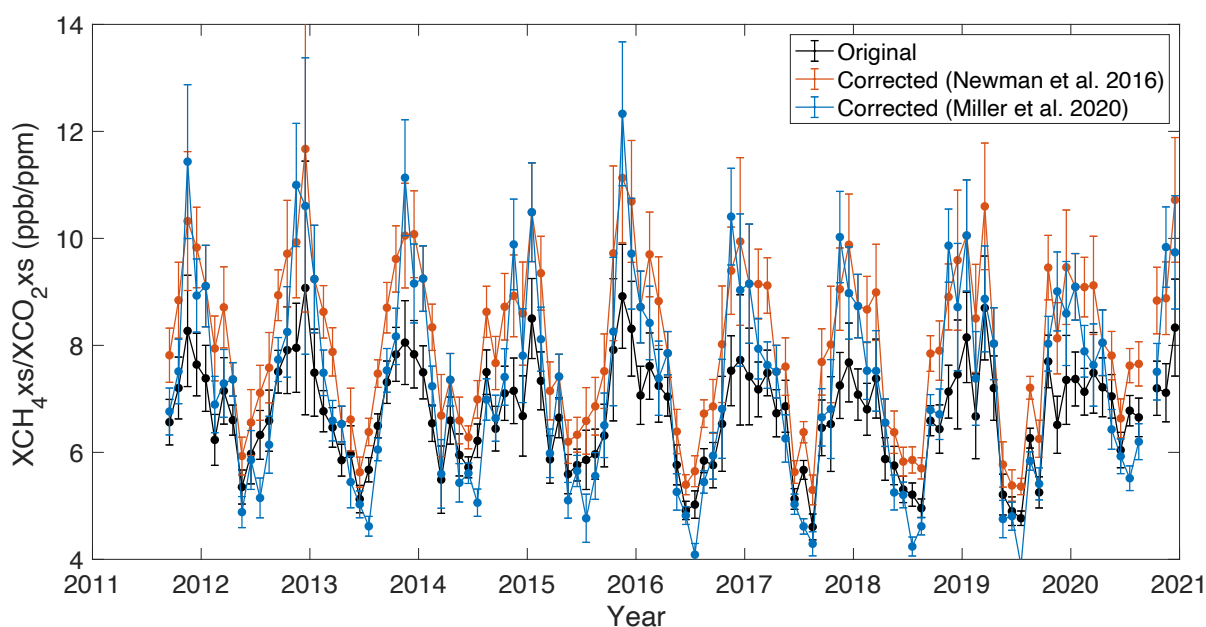 14
12
10
8
6
4
XCH4xs/XCO2xs (ppb/ppm)
Original
Corrected (Newman et al. 2016)
Corrected (Miller et al. 2020)
2011 2012 2013 2014 2015 2016 2017 2018 2019 2020 2021
Year